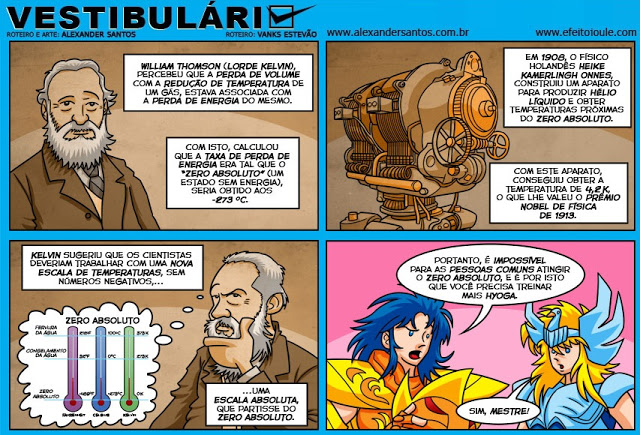 VESTIBULÁRIO
ROTEIRO E ARTE: ALEXANDER SANTOS
ROTEIRO: VANKS ESTEVÃO
www.alexandersantos.com.br
www.efeitojoule.com
WILLIAM THOMSON (LORDE KELVIN),
PERCEBEU QUE A PERDA DE VOLUME
COM A REDUÇÃO DE TEMPERATURA DE
UM GÁS, ESTAVA ASSOCIADA COM
A PERDA DE ENERGIA DO MESMO.
COM ISTO, CALCULOU
QUE A TAXA DE PERDA DE
ENERGIA ERA TAL QUE O
"ZERO ABSOLUTO" (UM
ESTADO SEM ENERGIA),
SERIA OBTIDO AOS
-273 ºC.
EM 1908, O FÍSICO
HOLANDÊS HEIKE
KAMERLINGH ONNES,
CONSTRUIU UM APARATO
PARA PRODUZIR HÉLIO
LÍQUIDO E OBTER
TEMPERATURAS PRÓXIMAS
DO ZERO ABSOLUTO.
COM ESTE APARATO,
CONSEGUIU OBTER A
TEMPERATURA DE 4,2K,
O QUE LHE VALEU O PRÊMIO
NOBEL DE FÍSICA
DE 1913.
KELVIN SUGERIU QUE OS CIENTISTAS
DEVERIAM TRABALHAR COM UMA NOVA
ESCALA DE TEMPERATURAS, SEM
NÚMEROS NEGATIVOS,...
ZERO ABSOLUTO
FERVURA
DA ÁGUA
212ºF
100ºC
373K
CONGELAMENTO
DA ÁGUA
32ºF
0ºC
273K
ZERO
ABSOLUTO
-273ºC
0K
FAHRENHEIT
CELSIUS
KELVIN
...UMA
ESCALA ABSOLUTA,
QUE PARTISSE DO
ZERO ABSOLUTO.
PORTANTO, É IMPOSSÍVEL
PARA AS PESSOAS COMUNS ATINGIR
O ZERO ABSOLUTO, E É POR ISTO
QUE VOCÊ PRECISA TREINAR
MAIS HYOGA.
SIM, MESTRE!